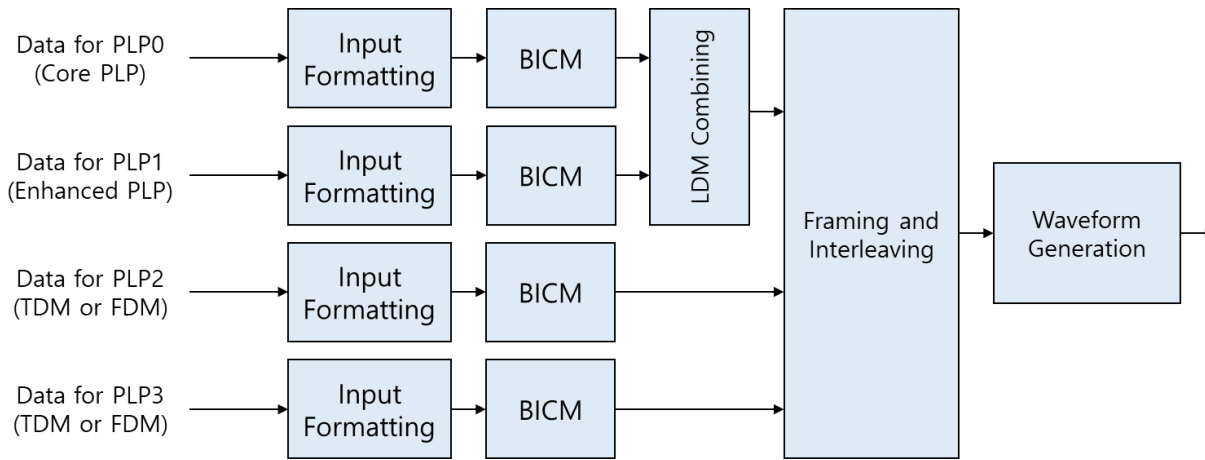 Data for PLP0
(Core PLP)
Input
Formatting
BICM
LDM Combining
Data for PLP1
(Enhanced PLP)
Input
Formatting
BICM
Framing and
Interleaving
Waveform
Generation
Data for PLP2
(TDM or FDM)
Input
Formatting
BICM
Data for PLP3
(TDM or FDM)
Input
Formatting
BICM